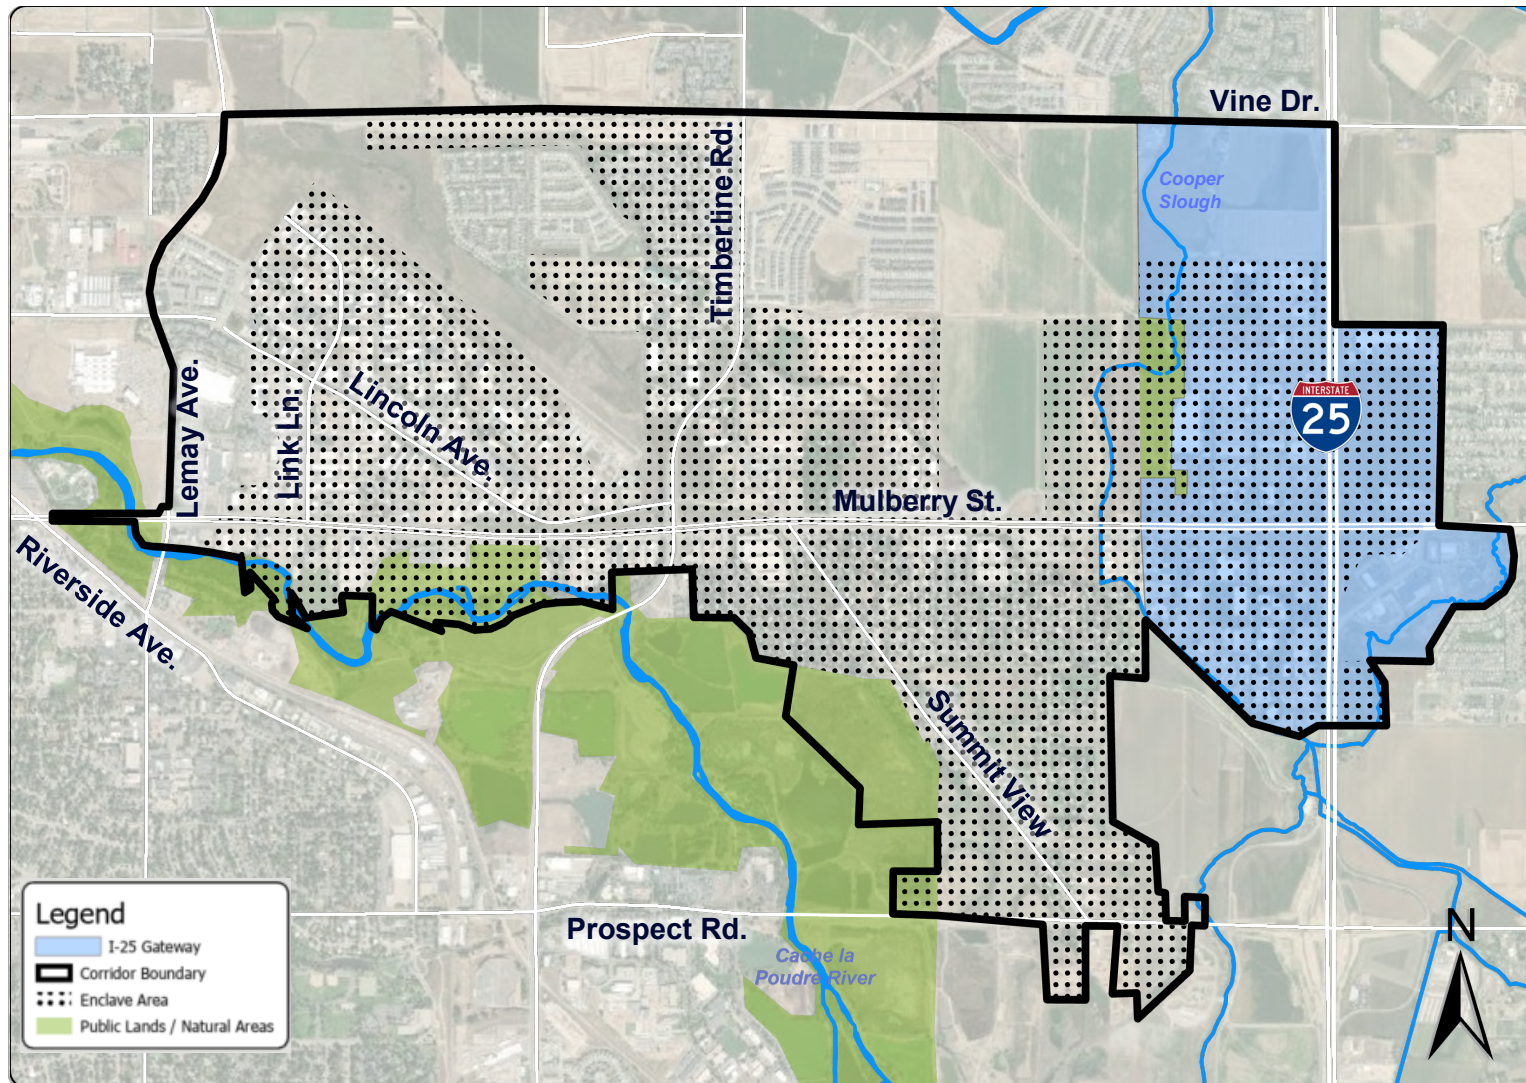 Vine Dr.
Timberline Rd.
Cooper
Slough
INTERSTATE
25
Lemay Ave.
Link Ln.
Lincoln Ave.
Mulberry St.
Riverside Ave.
Summit View
Prospect Rd.
Cache la
Poudre River
N
Legend
I-25 Gateway
Corridor Boundary
Enclave Area
Public Lands / Natural Areas